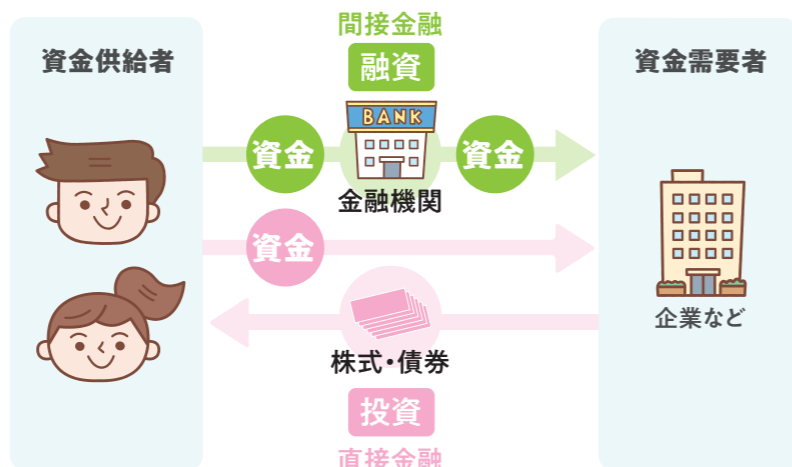 間接金融
資金供給者
融資
資金需要者
BANK
資金
資金
金融機関
資金
企業など
株式・債券
投資
直接金融